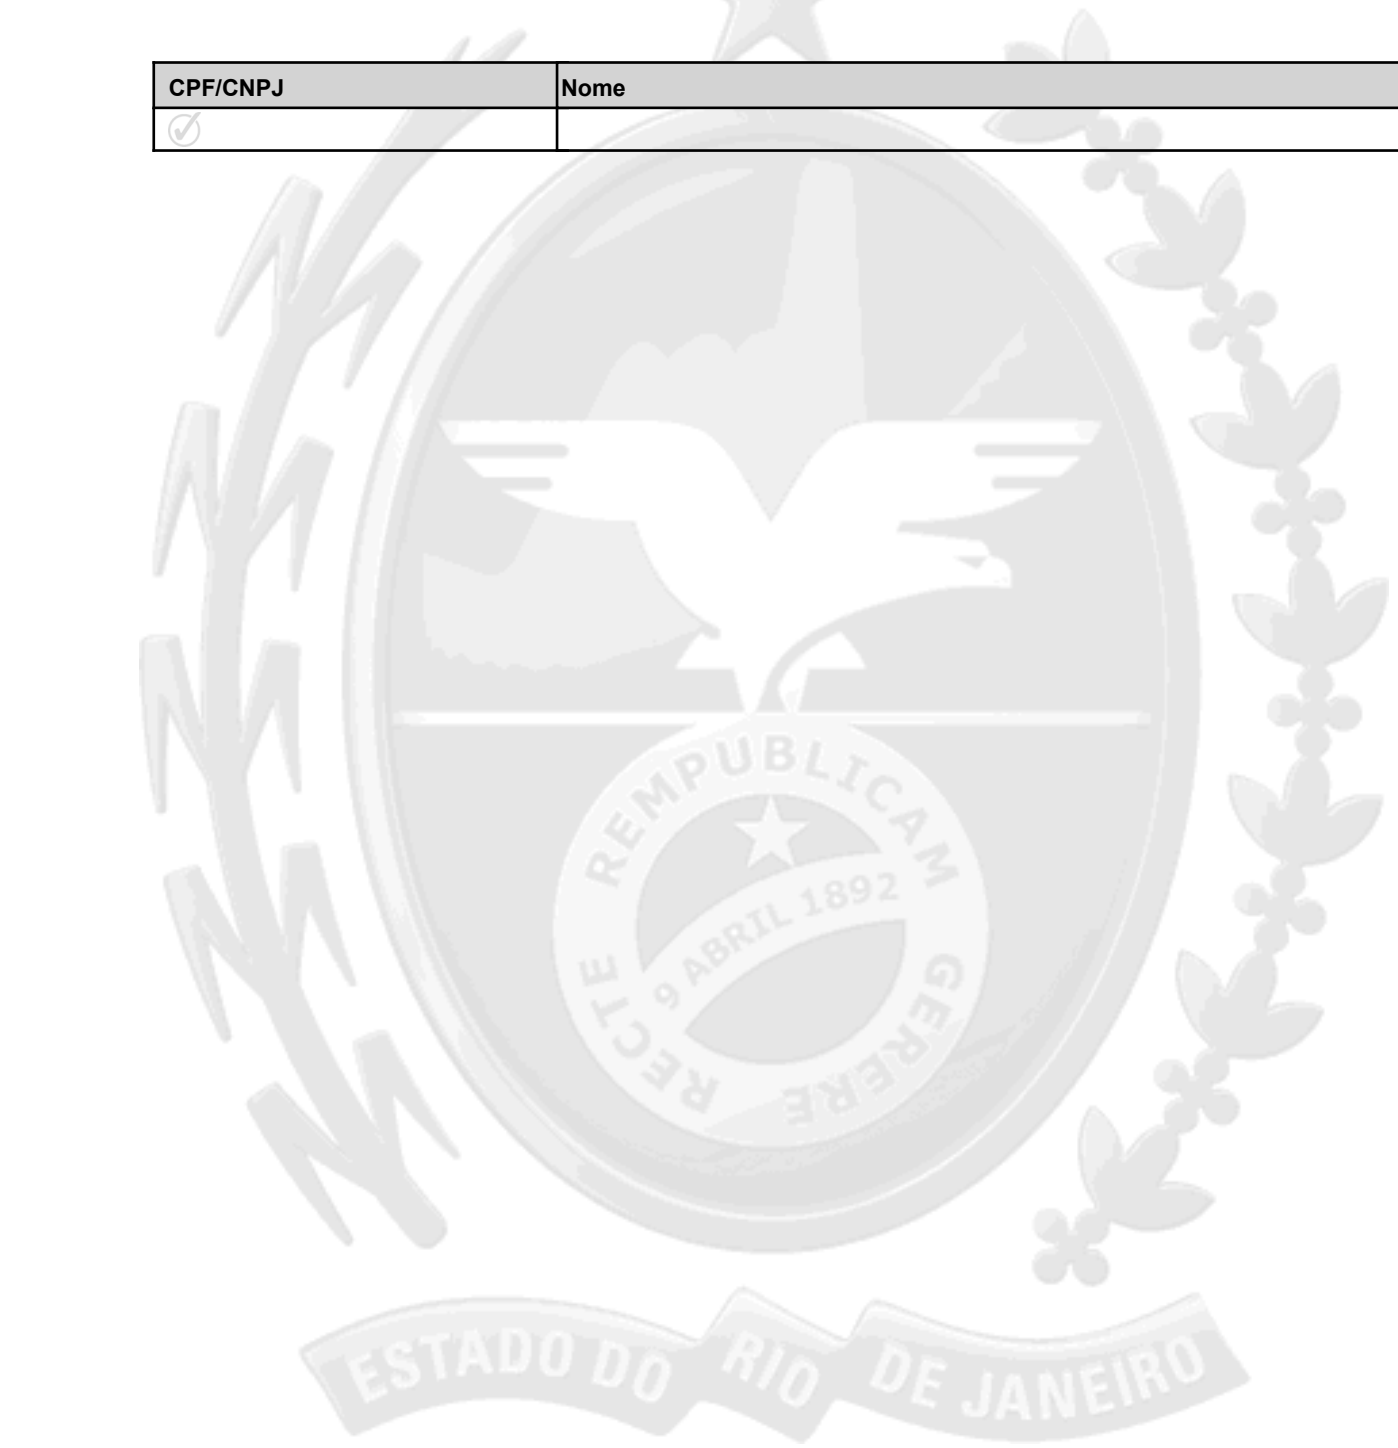 CPF/CNPJ Nome
REMPUBLICAM
9 ABRIL 1892
RECTE GERERE
ESTADO DO RIO DE JANEIRO